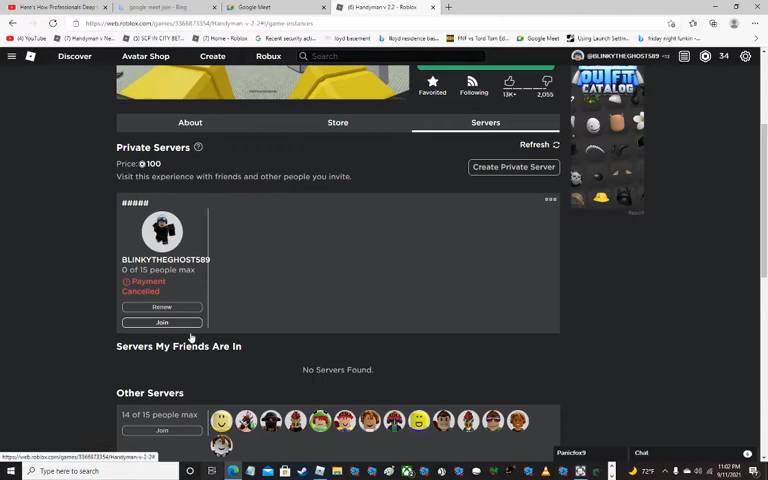 Here's How Professionals Deep
google meet join - Bing
Google Meet
(6) Handyman v 2.2 - Roblox
https://web.roblox.com/games/3366873354/Handyman-v-2-2#!/game-instances
(4) YouTube
(7) Handyman v
(5) SCP IN CITY BET
(7) Home - Roblox
Recent security acti
lloyd residence bas
FNF vs Tord Tom Ed
Google Meet
Using Launch Settin
friday night funkin
Discover
Avatar Shop
Create
Robux
Search
@BLINKYTHEGHOST589
34
OUTFIT
CATALOG
Favorited
Following
13K+
2,055
About
Store
Servers
Private Servers
Refresh
Price: 100
Create Private Server
Visit this experience with friends and other people you invite.
Report
#####
BLINKYTHEGHOST589
0 of 15 people max
Payment
Cancelled
Renew
Join
Servers My Friends Are In
No Servers Found.
Other Servers
14 of 15 people max
Join
https://web.roblox.com/games/3366873354/Handyman-v-2-2#
Panicfox9
Chat
Type here to search
72°F
11:02 PM
9/11/2021